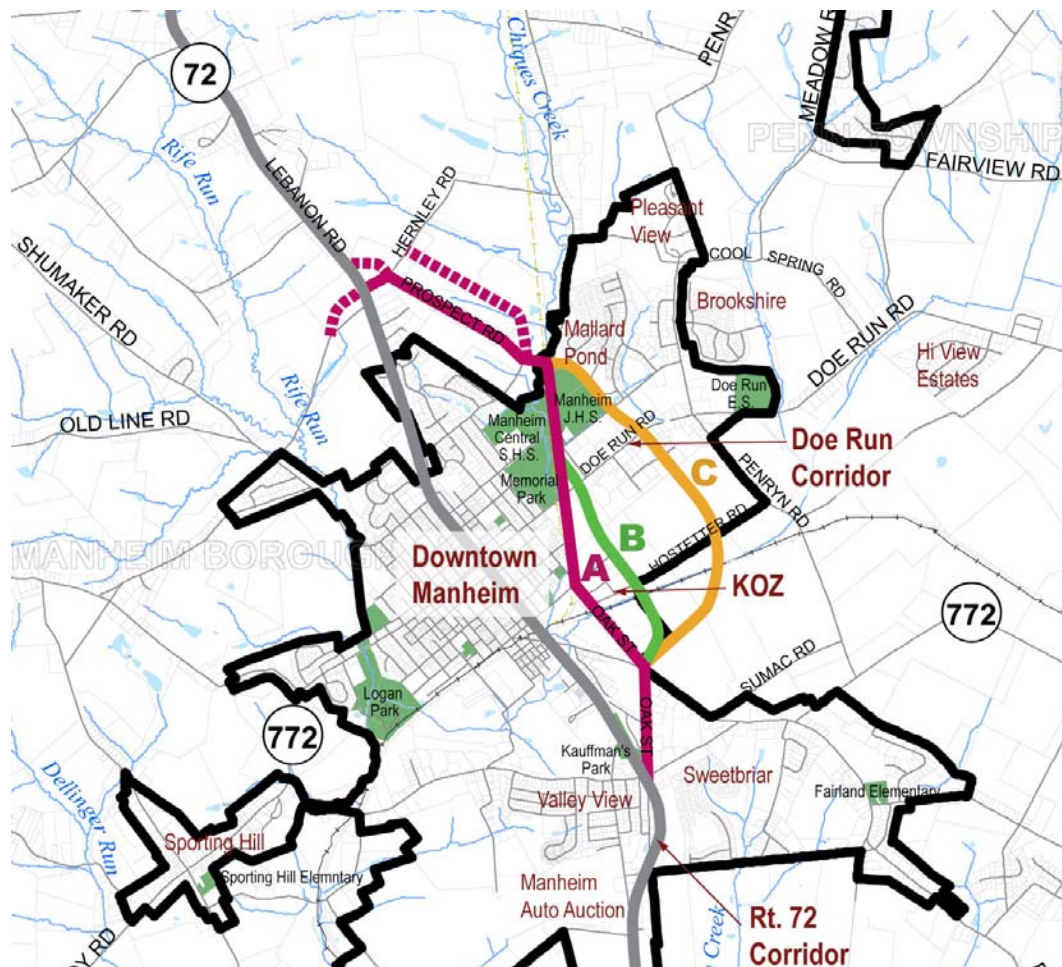 72
Chiques Creek
PENR
MEADOW R
PENN TOWNSHIP
FAIRVIEW RD
Rife Run
LEBANON RD
HERNLEY RD
Pleasant
View
SHUMAKER RD
COOL SPRING RD
PROSPECT RD
Brookshire
Mallard
Pond
DOE RUN RD
Hi View
Estates
Rife Run
Doe Run
E.S.
OLD LINE RD
Manheim
J.H.S.
Manheim
Central
S.H.S.
DOE RUN RD
Doe Run
Corridor
Memorial
Park
C
PENRYN RD
HOSTETTER RD
B
MANHEIM BOROUGH
Downtown
Manheim
A
KOZ
772
OAK ST
SUMAC RD
Logan
Park
OAK ST
772
Kauffman's
Park
Sweetbriar
Dellinger Run
Valley View
Fairland Elementary
Sporting Hill
Sporting Hill Elemntary
Manheim
Auto Auction
Rt. 72
Corridor
Creek
OY RD